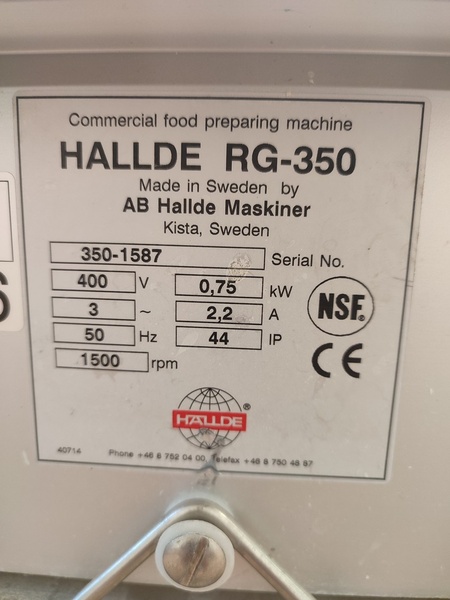 Commercial food preparing machine
HALLDE RG-350
Made in Sweden by
AB Hallde Maskiner
Kista, Sweden
350-1587 Serial No.
400 V 0,75 kW
3 ~ 2,2 A
50 Hz 44 IP
1500 rpm
NSF®
CE
HALLDE ®
40714 Phone +46 8 752 04 00, Telefax +46 8 750 48 87